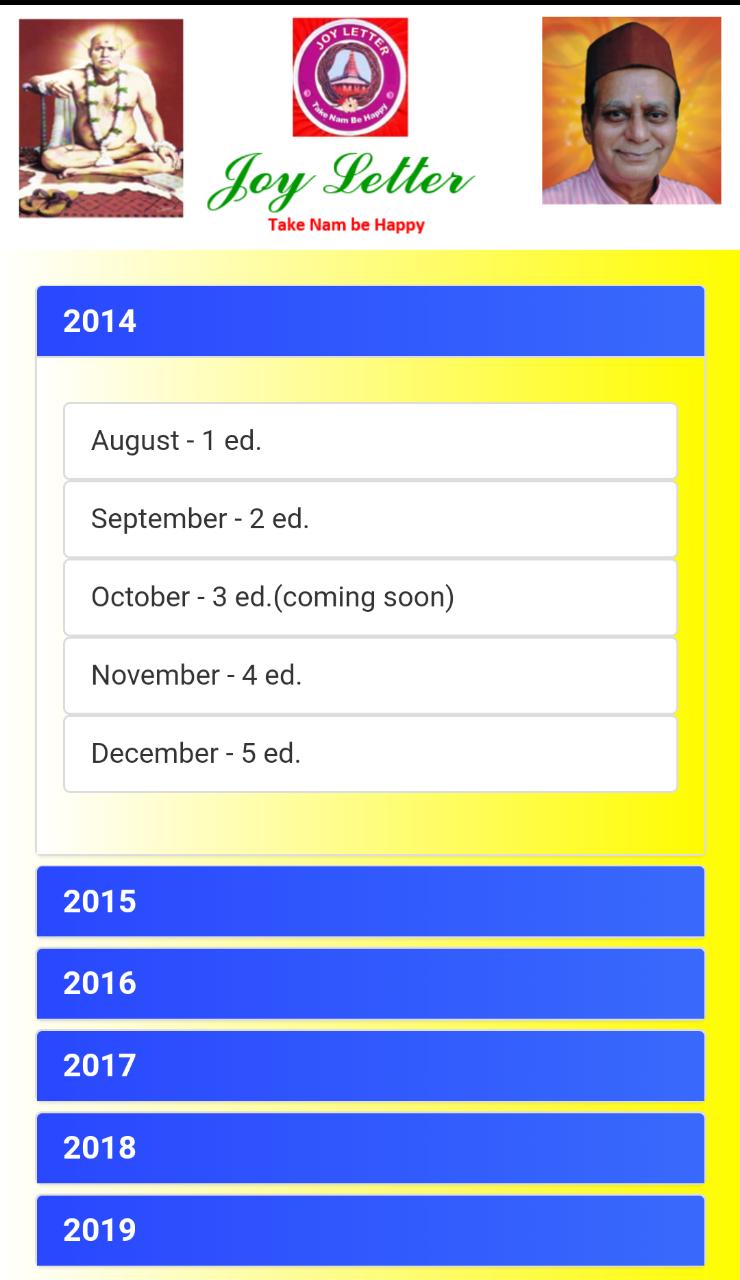 JOY LETTER
Take Nam Be Happy
Joy Letter
Take Nam be Happy
2014
August - 1 ed.
September - 2 ed.
October - 3 ed.(coming soon)
November - 4 ed.
December - 5 ed.
2015
2016
2017
2018
2019